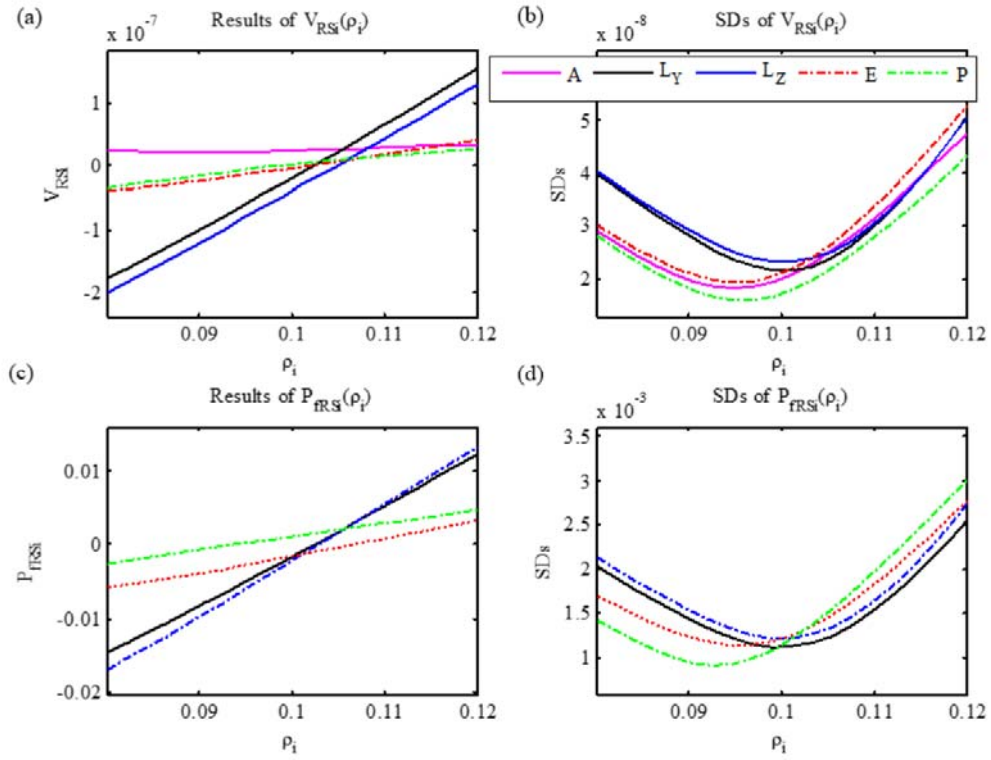 (a) Results of V_RSi(ρ_i)
x 10^-7
1
0
-1
-2
V_RSi
0.09 0.1 0.11 0.12
ρ_i
(b) SDs of V_RSi(ρ_i)
x 10^-8
A L_Y L_Z E P
5
4
3
2
SDs
0.09 0.1 0.11 0.12
ρ_i
(c) Results of P_fRSi(ρ_i)
0.01
0
-0.01
-0.02
P_fRSi
0.09 0.1 0.11 0.12
ρ_i
(d) SDs of P_fRSi(ρ_i)
x 10^-3
3.5
3
2.5
2
1.5
1
SDs
0.09 0.1 0.11 0.12
ρ_i